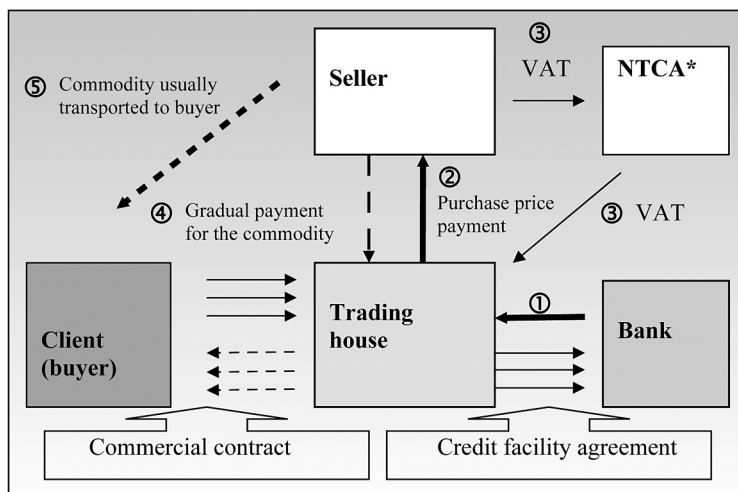 ③
VAT
Seller
NTCA*
⑤ Commodity usually
transported to buyer
②
Purchase price
payment
③ VAT
④ Gradual payment
for the commodity
Client
(buyer)
Trading
house
①
Bank
Commercial contract
Credit facility agreement